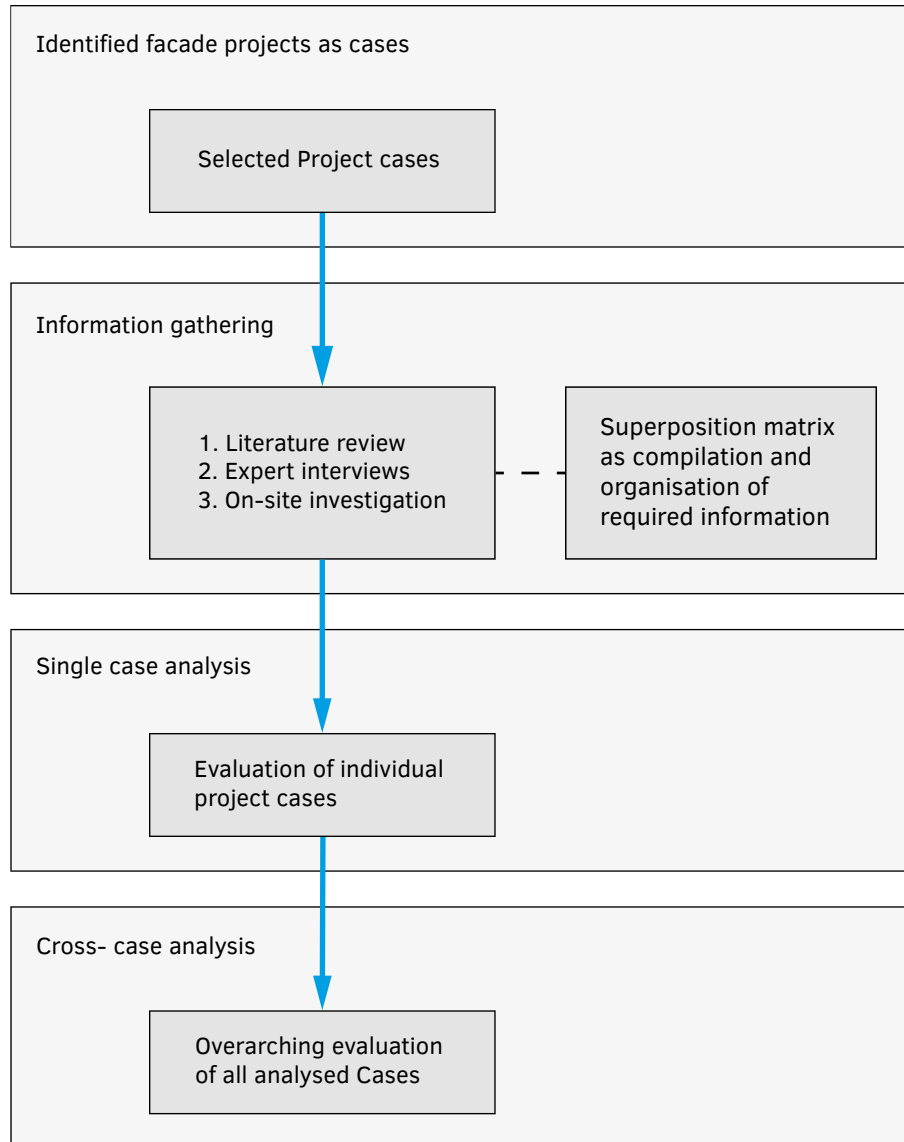 Identified facade projects as cases
Selected Project cases
Information gathering
1. Literature review
2. Expert interviews
3. On-site investigation
Superposition matrix
as compilation and
organisation of
required information
Single case analysis
Evaluation of individual
project cases
Cross- case analysis
Overarching evaluation
of all analysed Cases